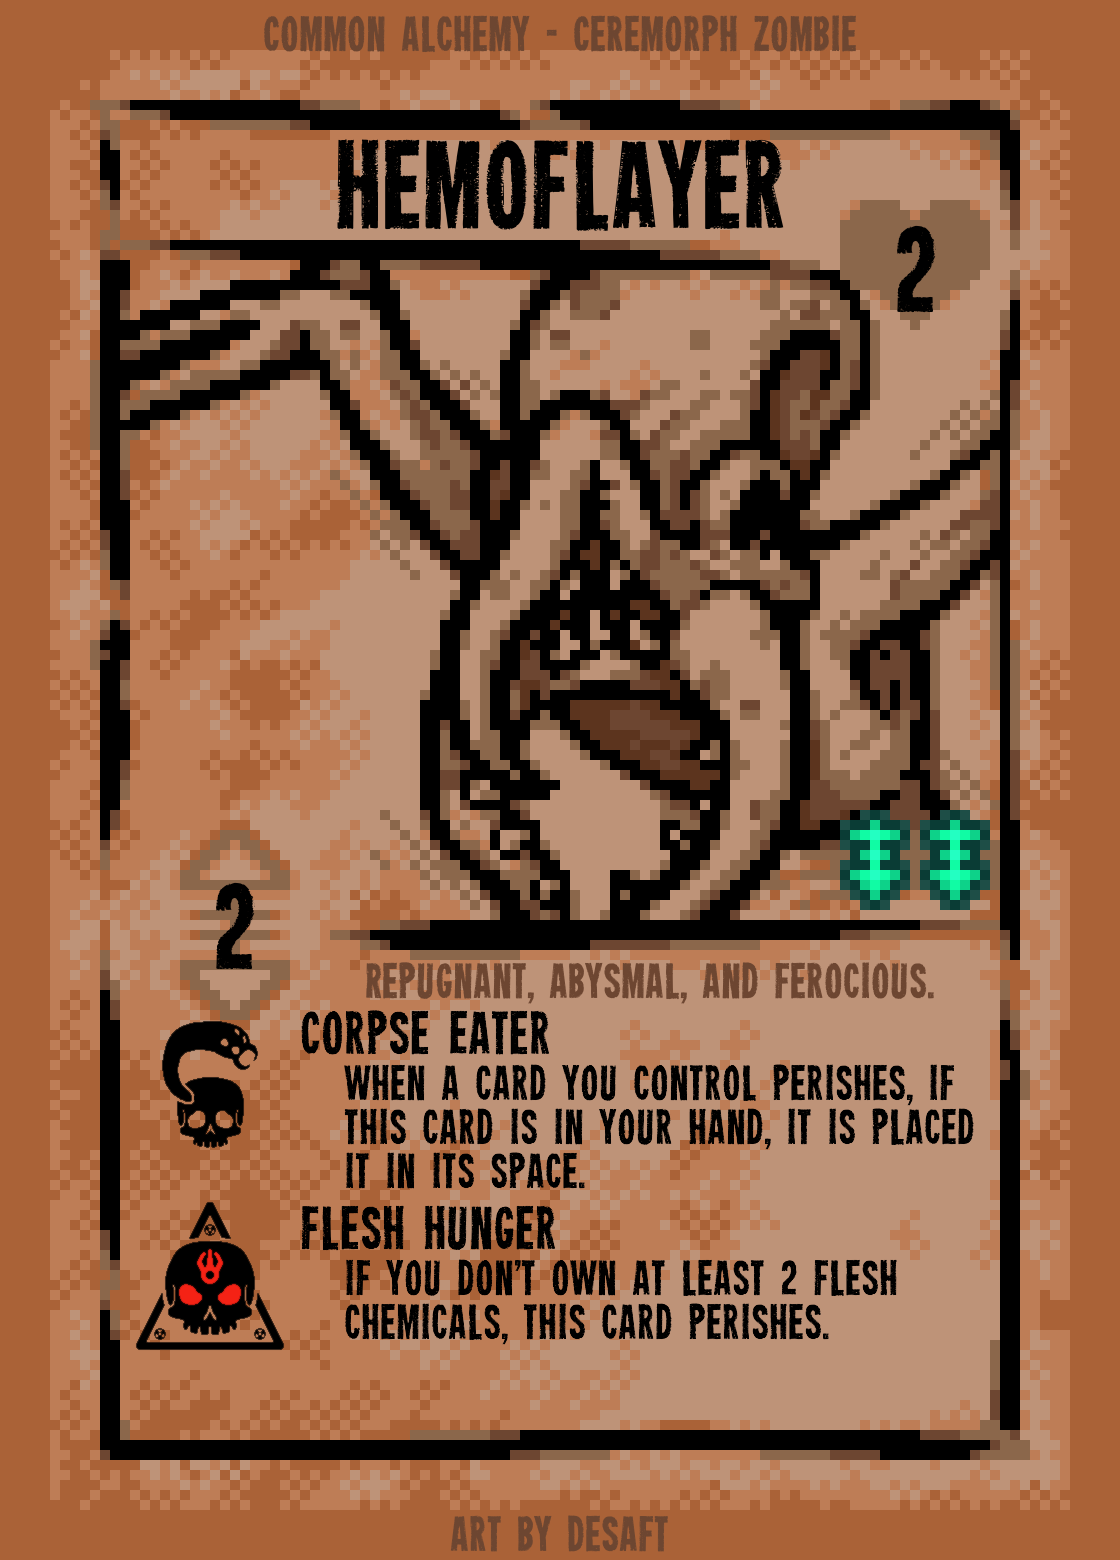 COMMON ALCHEMY - CEREMORPH ZOMBIE
HEMOFLAYER
2
2
REPUGNANT, ABYSMAL, AND FEROCIOUS.
CORPSE EATER
WHEN A CARD YOU CONTROL PERISHES, IF
THIS CARD IS IN YOUR HAND, IT IS PLACED
IT IN ITS SPACE.
FLESH HUNGER
IF YOU DON'T OWN AT LEAST 2 FLESH
CHEMICALS, THIS CARD PERISHES.
ART BY DESAFT